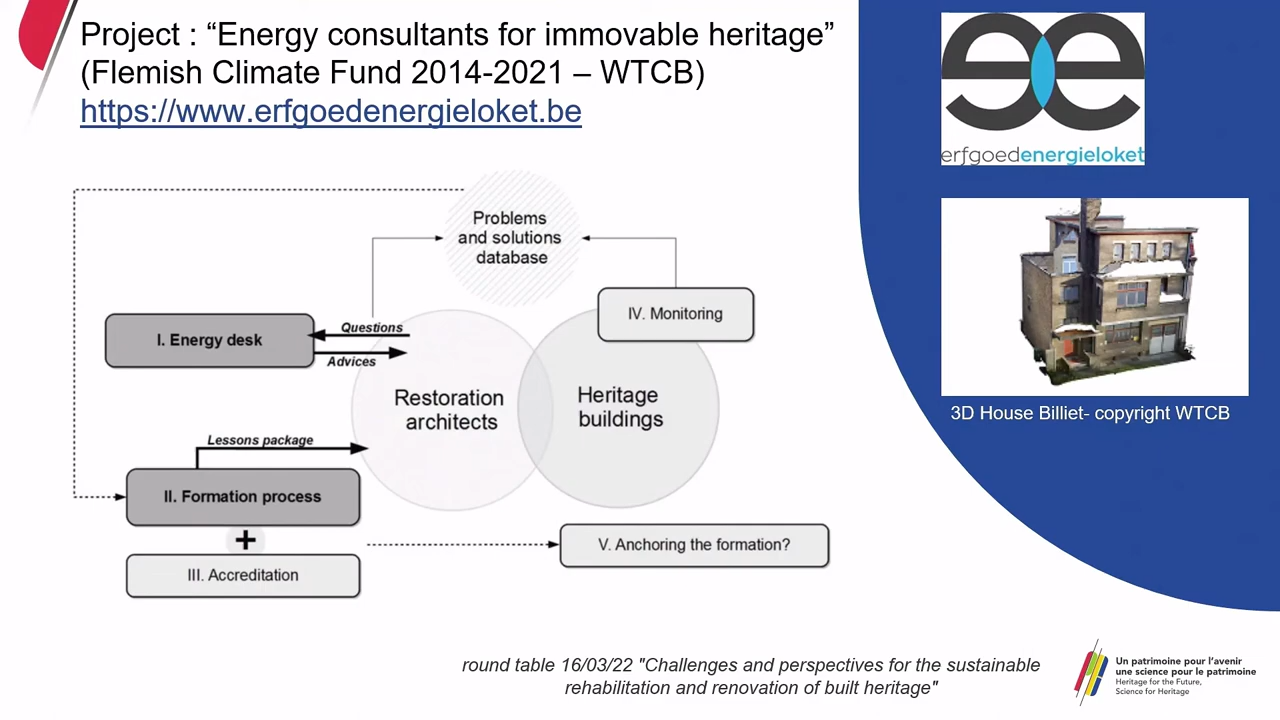 Project : “Energy consultants for immovable heritage”
(Flemish Climate Fund 2014-2021 – WTCB)
https://www.erfgoedenergieloket.be
erfgoedenergieloket
3D House Billiet- copyright WTCB
Problems
and solutions
database
IV. Monitoring
I. Energy desk
Questions
Advices
Restoration
architects
Heritage
buildings
Lessons package
II. Formation process
+
III. Accreditation
V. Anchoring the formation?
round table 16/03/22 "Challenges and perspectives for the sustainable
rehabilitation and renovation of built heritage"
Un patrimoine pour l’avenir
une science pour le patrimoine
Heritage for the Future,
Science for Heritage